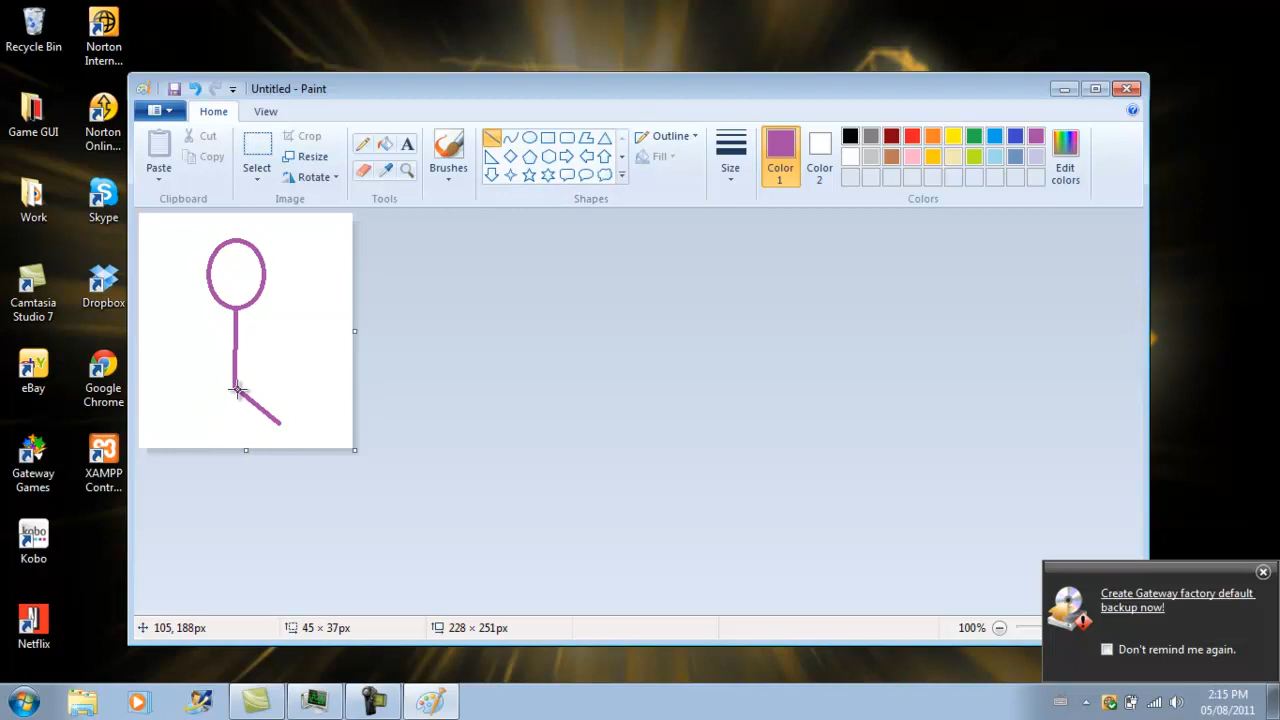 Recycle Bin
Norton
Intern...
Game GUI
Norton
Onlin...
Work
Skype
Camtasia
Studio 7
Dropbox
eBay
Google
Chrome
Gateway
Games
XAMPP
Contr...
kobo
Kobo
Netflix
Untitled - Paint
Home
View
Paste
Cut
Copy
Clipboard
Select
Crop
Resize
Rotate
Image
A
Tools
Brushes
Outline
Fill
Shapes
Size
Color
1
Color
2
Edit
colors
Colors
105, 188px
45 × 37px
228 × 251px
100%
Create Gateway factory default
backup now!
Don't remind me again.
2:15 PM
05/08/2011